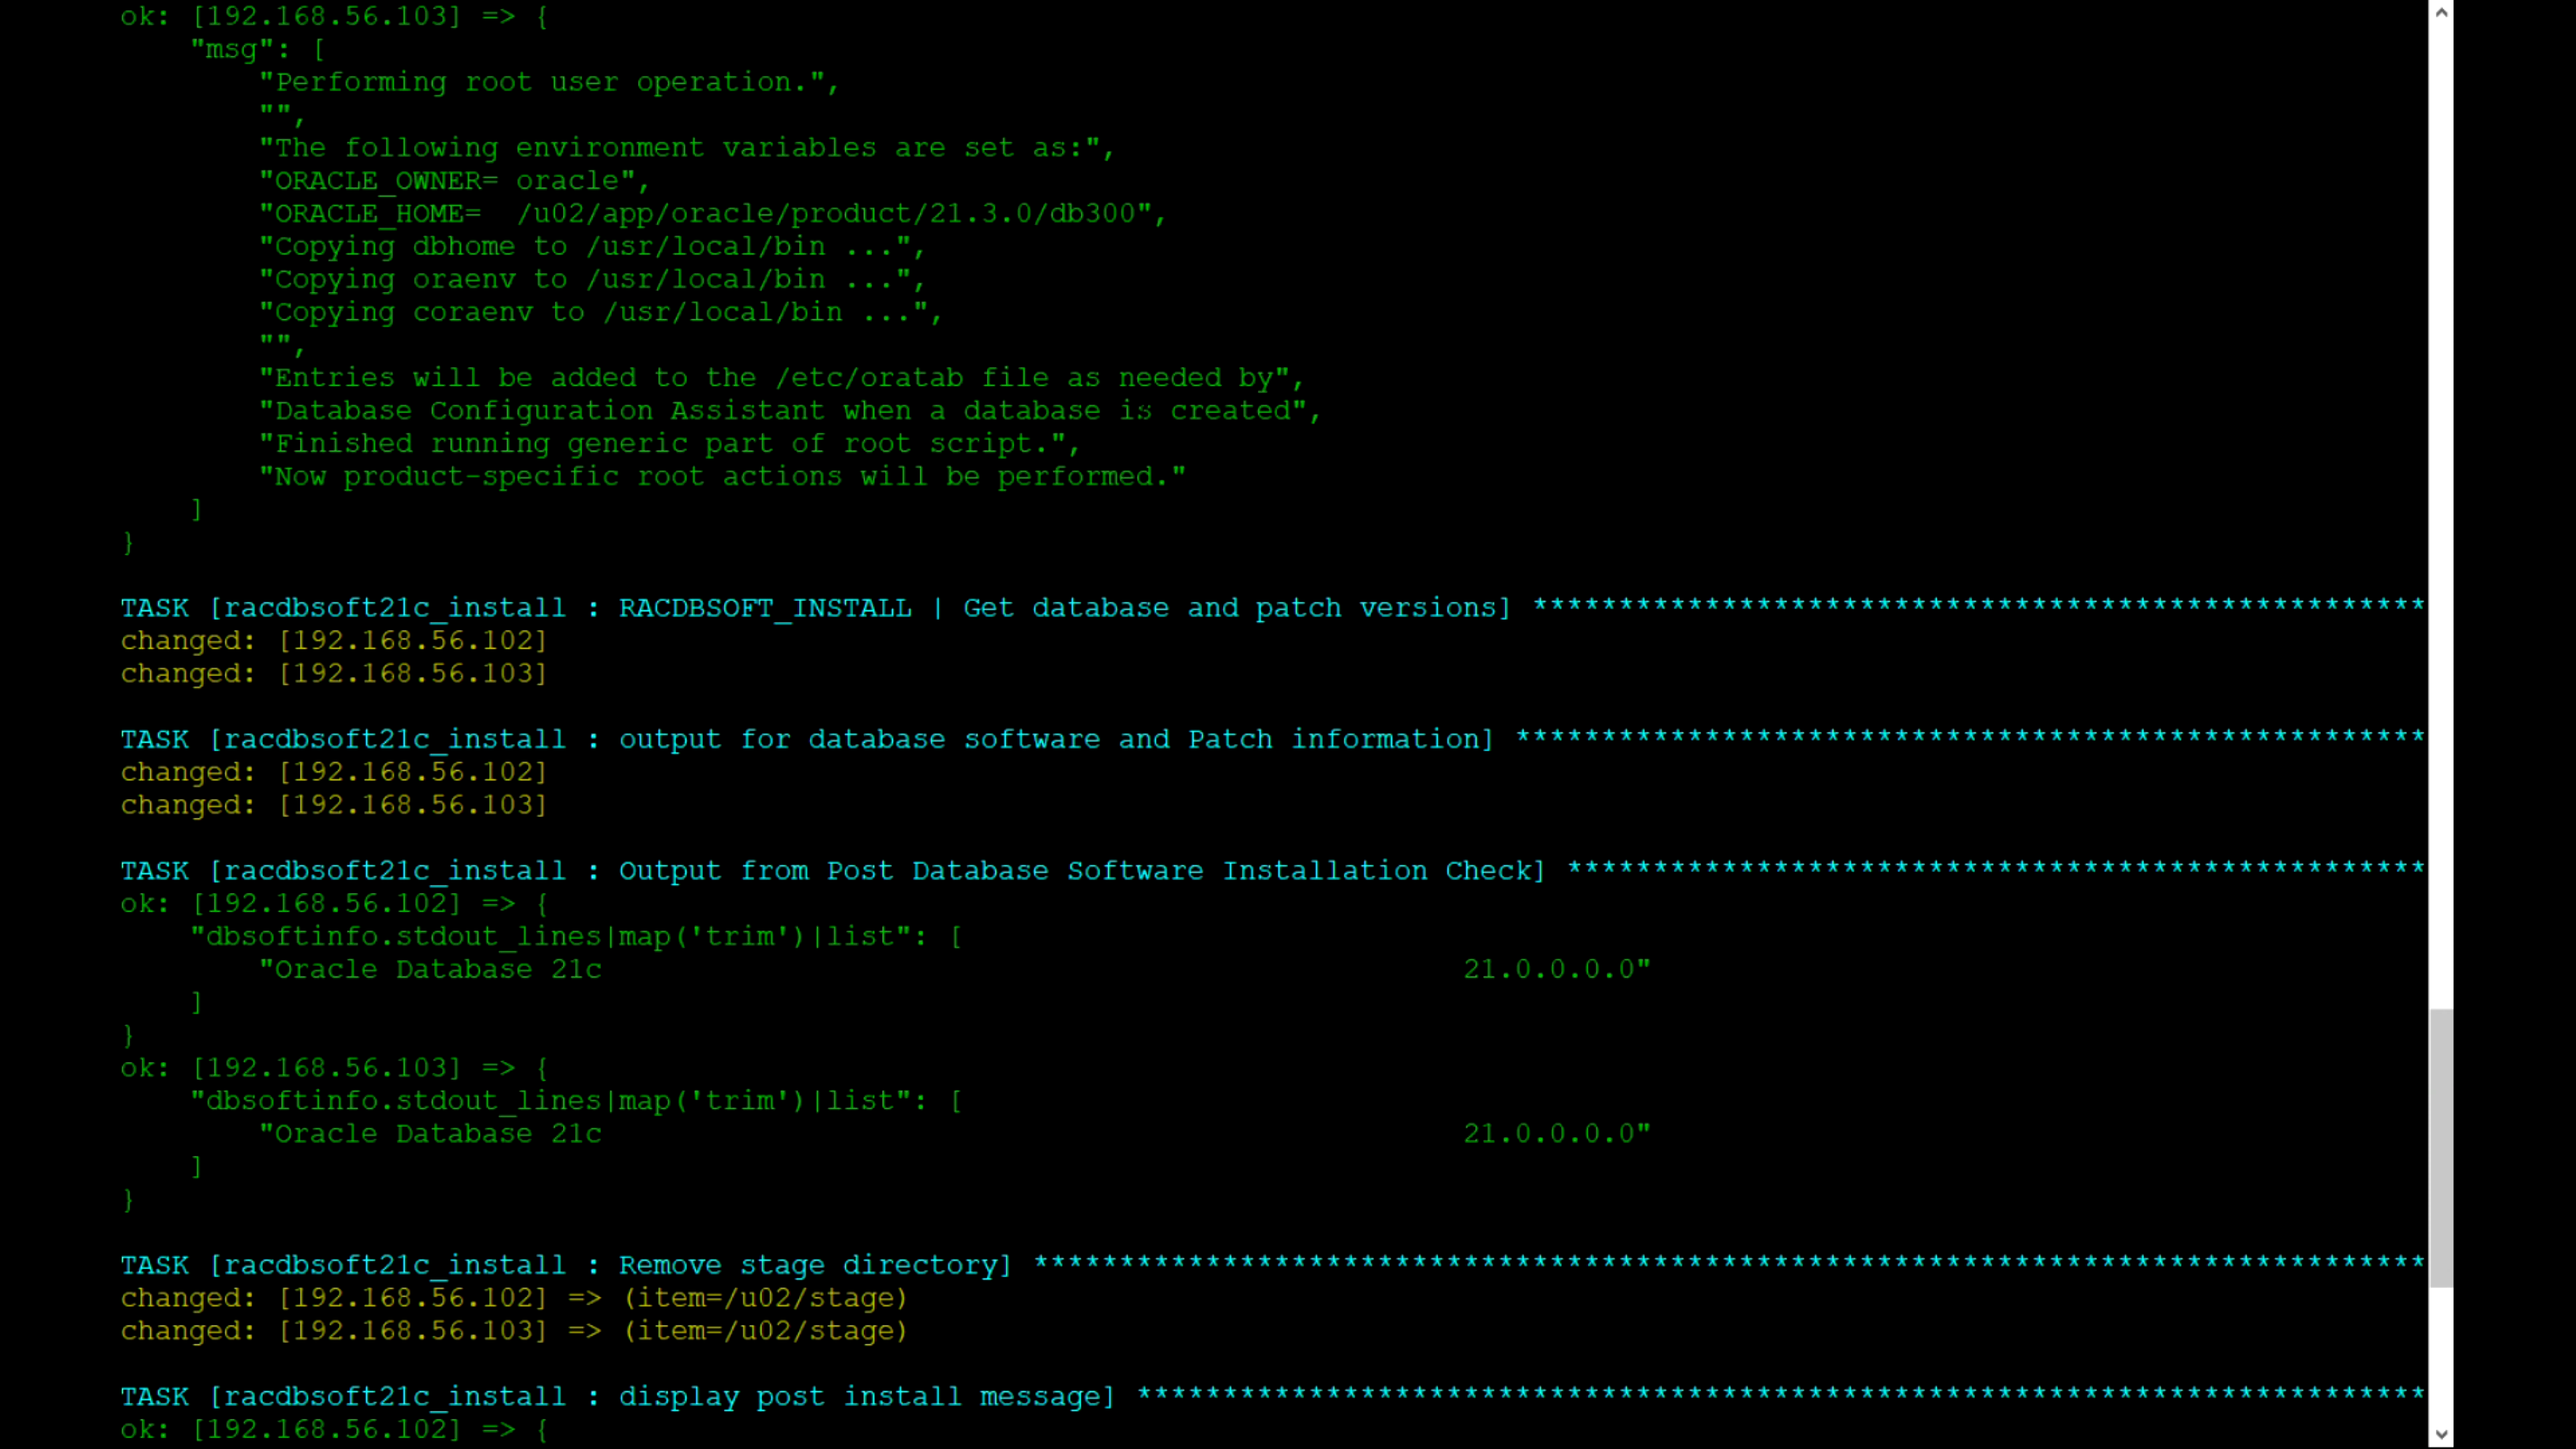 ok: [192.168.56.103] => {
    "msg": [
        "Performing root user operation.",
        "",
        "The following environment variables are set as:",
        "ORACLE_OWNER= oracle",
        "ORACLE_HOME=  /u02/app/oracle/product/21.3.0/db300",
        "Copying dbhome to /usr/local/bin ...",
        "Copying oraenv to /usr/local/bin ...",
        "Copying coraenv to /usr/local/bin ...",
        "",
        "Entries will be added to the /etc/oratab file as needed by",
        "Database Configuration Assistant when a database is created",
        "Finished running generic part of root script.",
        "Now product-specific root actions will be performed."
    ]
}
TASK [racdbsoft21c_install : RACDBSOFT_INSTALL | Get database and patch versions] ****************************************************
changed: [192.168.56.102]
changed: [192.168.56.103]
TASK [racdbsoft21c_install : output for database software and Patch information] *****************************************************
changed: [192.168.56.102]
changed: [192.168.56.103]
TASK [racdbsoft21c_install : Output from Post Database Software Installation Check] **************************************************
ok: [192.168.56.102] => {
    "dbsoftinfo.stdout_lines|map('trim')|list": [
        "Oracle Database 21c                                                  21.0.0.0.0"
    ]
}
ok: [192.168.56.103] => {
    "dbsoftinfo.stdout_lines|map('trim')|list": [
        "Oracle Database 21c                                                  21.0.0.0.0"
    ]
}
TASK [racdbsoft21c_install : Remove stage directory] *********************************************************************************
changed: [192.168.56.102] => (item=/u02/stage)
changed: [192.168.56.103] => (item=/u02/stage)
TASK [racdbsoft21c_install : display post install message] ***************************************************************************
ok: [192.168.56.102] => {